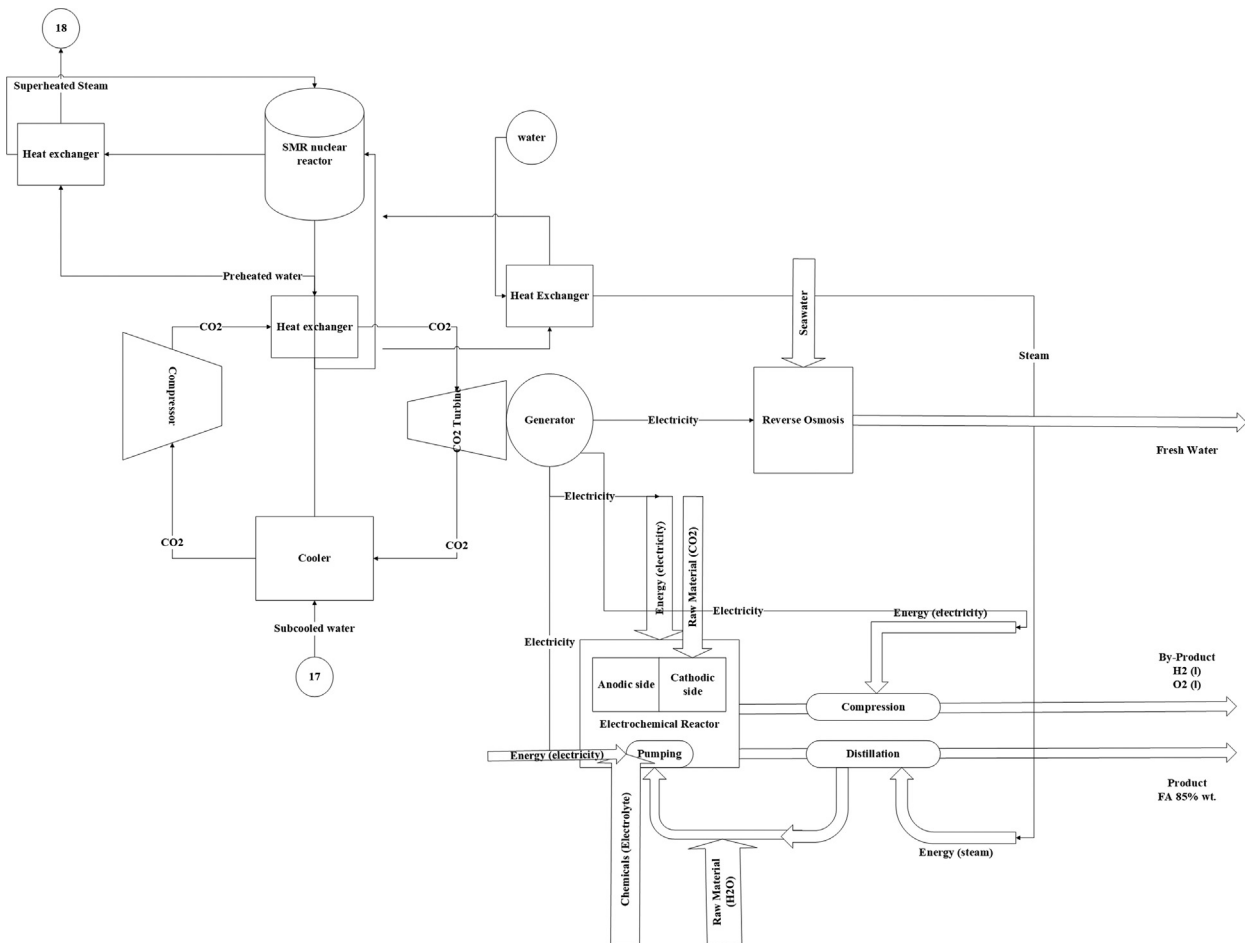 18
Superheated Steam
Heat exchanger
SMR nuclear
reactor
water
Preheated water
Heat exchanger
Heat Exchanger
CO2
CO2
Compressor
CO2 Turbine
Generator
Electricity
Seawater
Reverse Osmosis
Steam
Fresh Water
Electricity
CO2
CO2
Cooler
Subcooled water
17
Energy (electricity)
Raw Material (CO2)
Electricity
Energy (electricity)
Electricity
Anodic side
Cathodic
side
Electrochemical Reactor
Compression
By-Product
H2 (l)
O2 (l)
Energy (electricity)
Pumping
Distillation
Product
FA 85% wt.
Chemicals (Electrolyte)
Raw Material
(H2O)
Energy (steam)